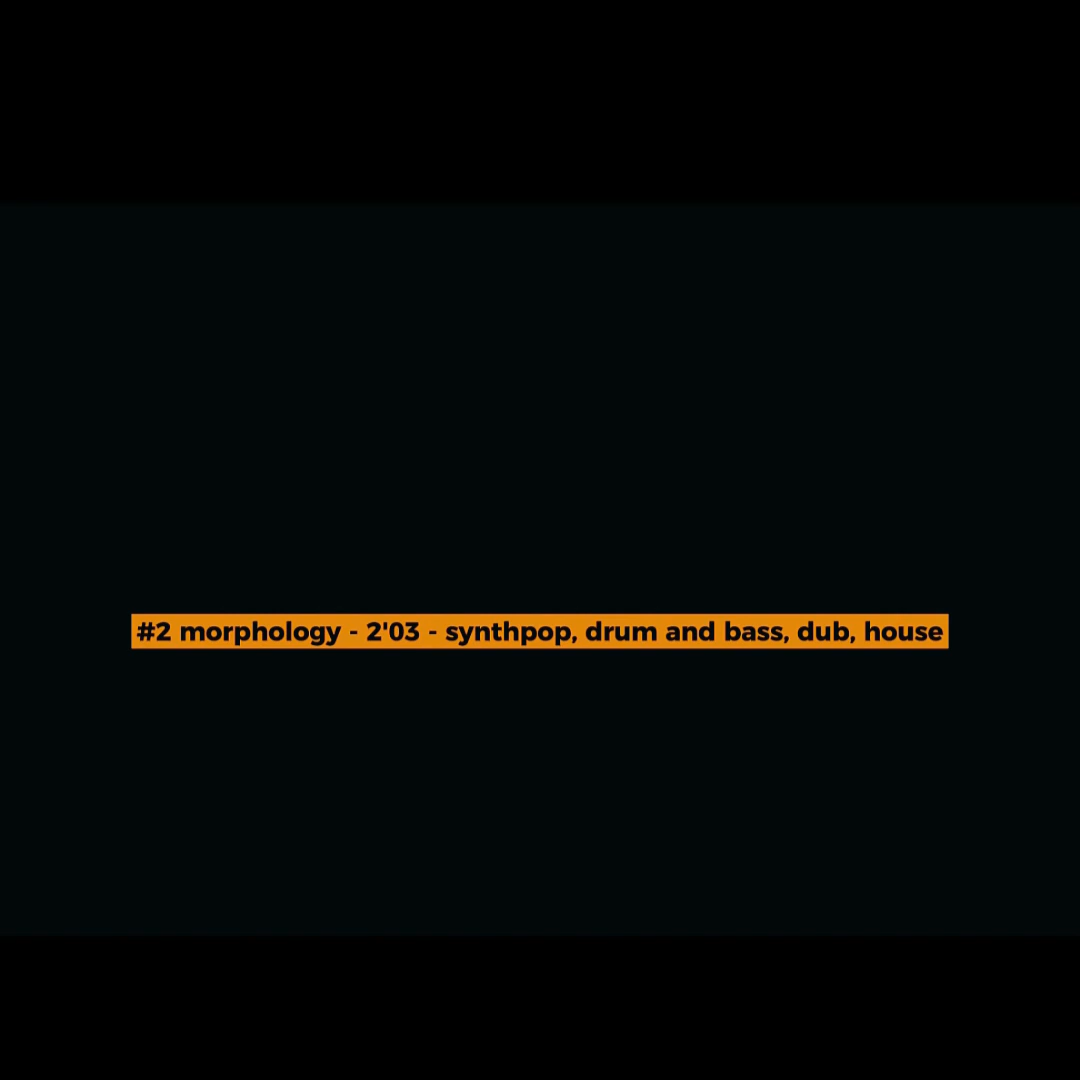 #2 morphology - 2'03 - synthpop, drum and bass, dub, house